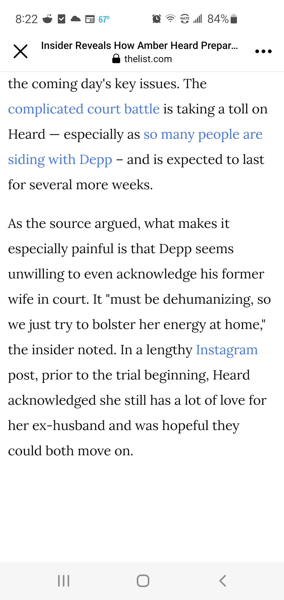 8:22 67° 84%
Insider Reveals How Amber Heard Prepar...
thelist.com
the coming day's key issues. The
complicated court battle is taking a toll on
Heard — especially as so many people are
siding with Depp – and is expected to last
for several more weeks.
As the source argued, what makes it
especially painful is that Depp seems
unwilling to even acknowledge his former
wife in court. It "must be dehumanizing, so
we just try to bolster her energy at home,"
the insider noted. In a lengthy Instagram
post, prior to the trial beginning, Heard
acknowledged she still has a lot of love for
her ex-husband and was hopeful they
could both move on.